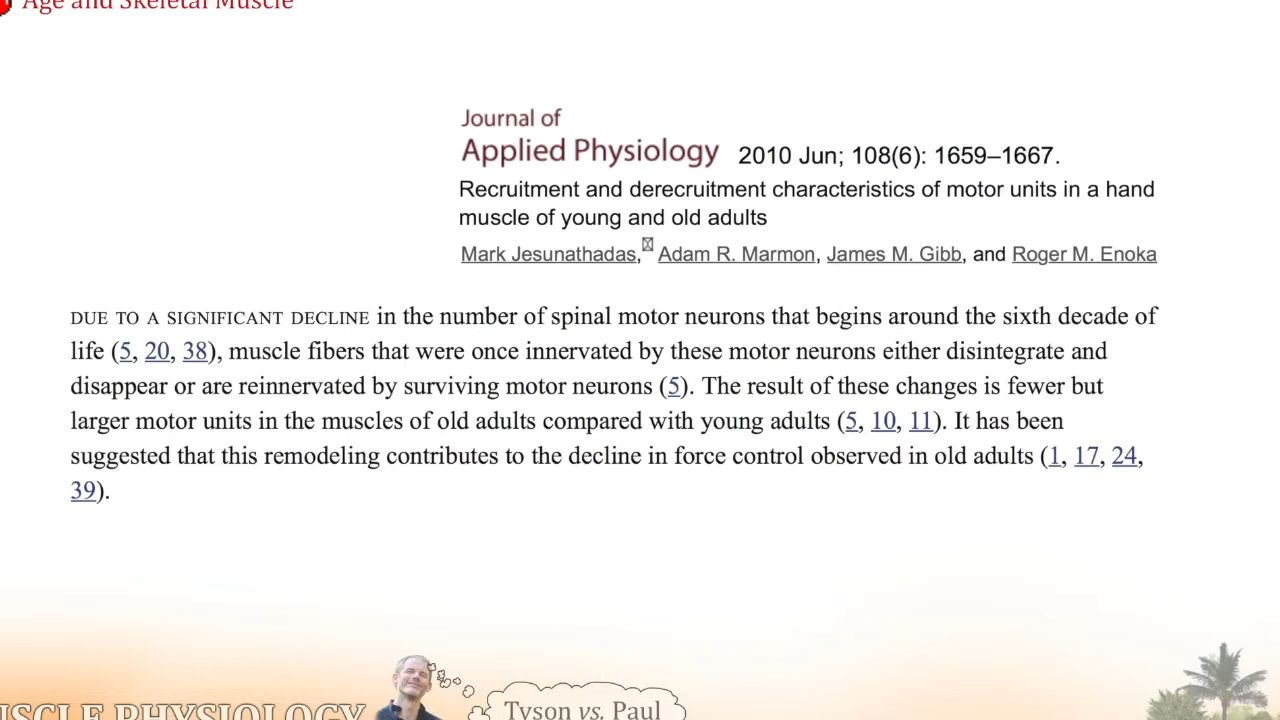 Age and Skeletal Muscle
Journal of
Applied Physiology 2010 Jun; 108(6): 1659–1667.
Recruitment and derecruitment characteristics of motor units in a hand
muscle of young and old adults
Mark Jesunathadas, Adam R. Marmon, James M. Gibb, and Roger M. Enoka
DUE TO A SIGNIFICANT DECLINE in the number of spinal motor neurons that begins around the sixth decade of
life (5, 20, 38), muscle fibers that were once innervated by these motor neurons either disintegrate and
disappear or are reinnervated by surviving motor neurons (5). The result of these changes is fewer but
larger motor units in the muscles of old adults compared with young adults (5, 10, 11). It has been
suggested that this remodeling contributes to the decline in force control observed in old adults (1, 17, 24,
39).
Tyson vs. Paul
SCLE PHYSIOLOGY